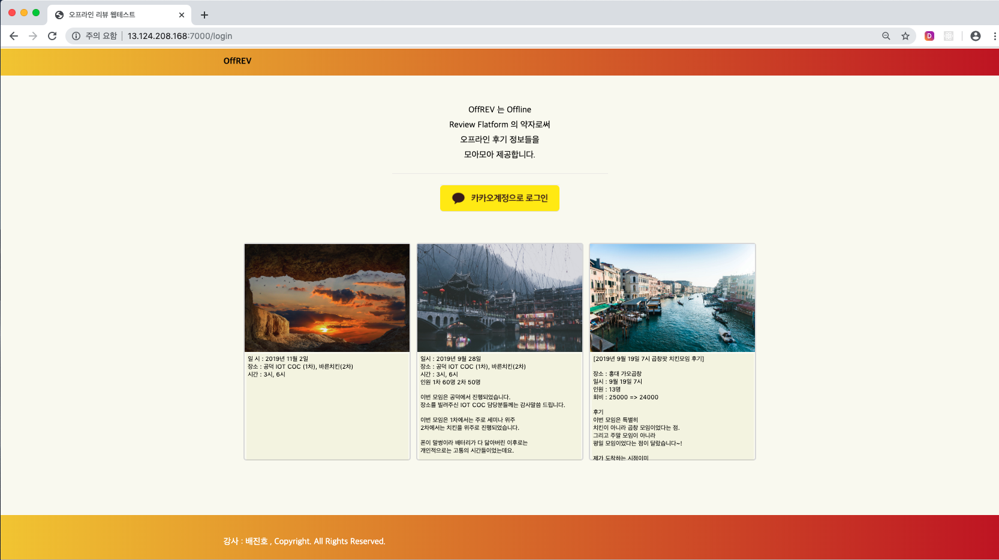 오프라인 리뷰 웹테스트
주의 요함 13.124.208.168:7000/login
D
OffREV
OffREV 는 Offline
Review Flatform 의 약자로써
오프라인 후기 정보들을
모아모아 제공합니다.
카카오계정으로 로그인
일 시 : 2019년 11월 2일
장소 : 공덕 IOT COC (1차), 바른치킨(2차)
시간 : 3시, 6시
일시 : 2019년 9월 28일
장소 : 공덕 IOT COC (1차), 바른치킨(2차)
시간 : 3시, 6시
인원 1차 60명 2차 50명
이번 모임은 공덕에서 진행되었습니다.
장소를 빌려주신 IOT COC 담당분들께는 감사말씀 드립니다.
이번 모임은 1차에서는 주로 세미나 위주
2차에서는 치킨을 위주로 진행되었습니다.
폰이 말썽이라 배터리가 다 닳아버린 이후로는
개인적으로는 고통의 시간들이었는데요.
[2019년 9월 19일 7시 곱창팟 치킨모임 후기]
장소 : 홍대 가오곱창
일시 : 9월 19일 7시
인원 : 13명
회비 : 25000 => 24000
후기
이번 모임은 특별히
치킨이 아니라 곱창 모임이었다는 점.
그리고 주말 모임이 아니라
평일 모임이었다는 점이 달랐습니다~!
제가 도착하는 시점이미
강사 : 배진호 , Copyright. All Rights Reserved.